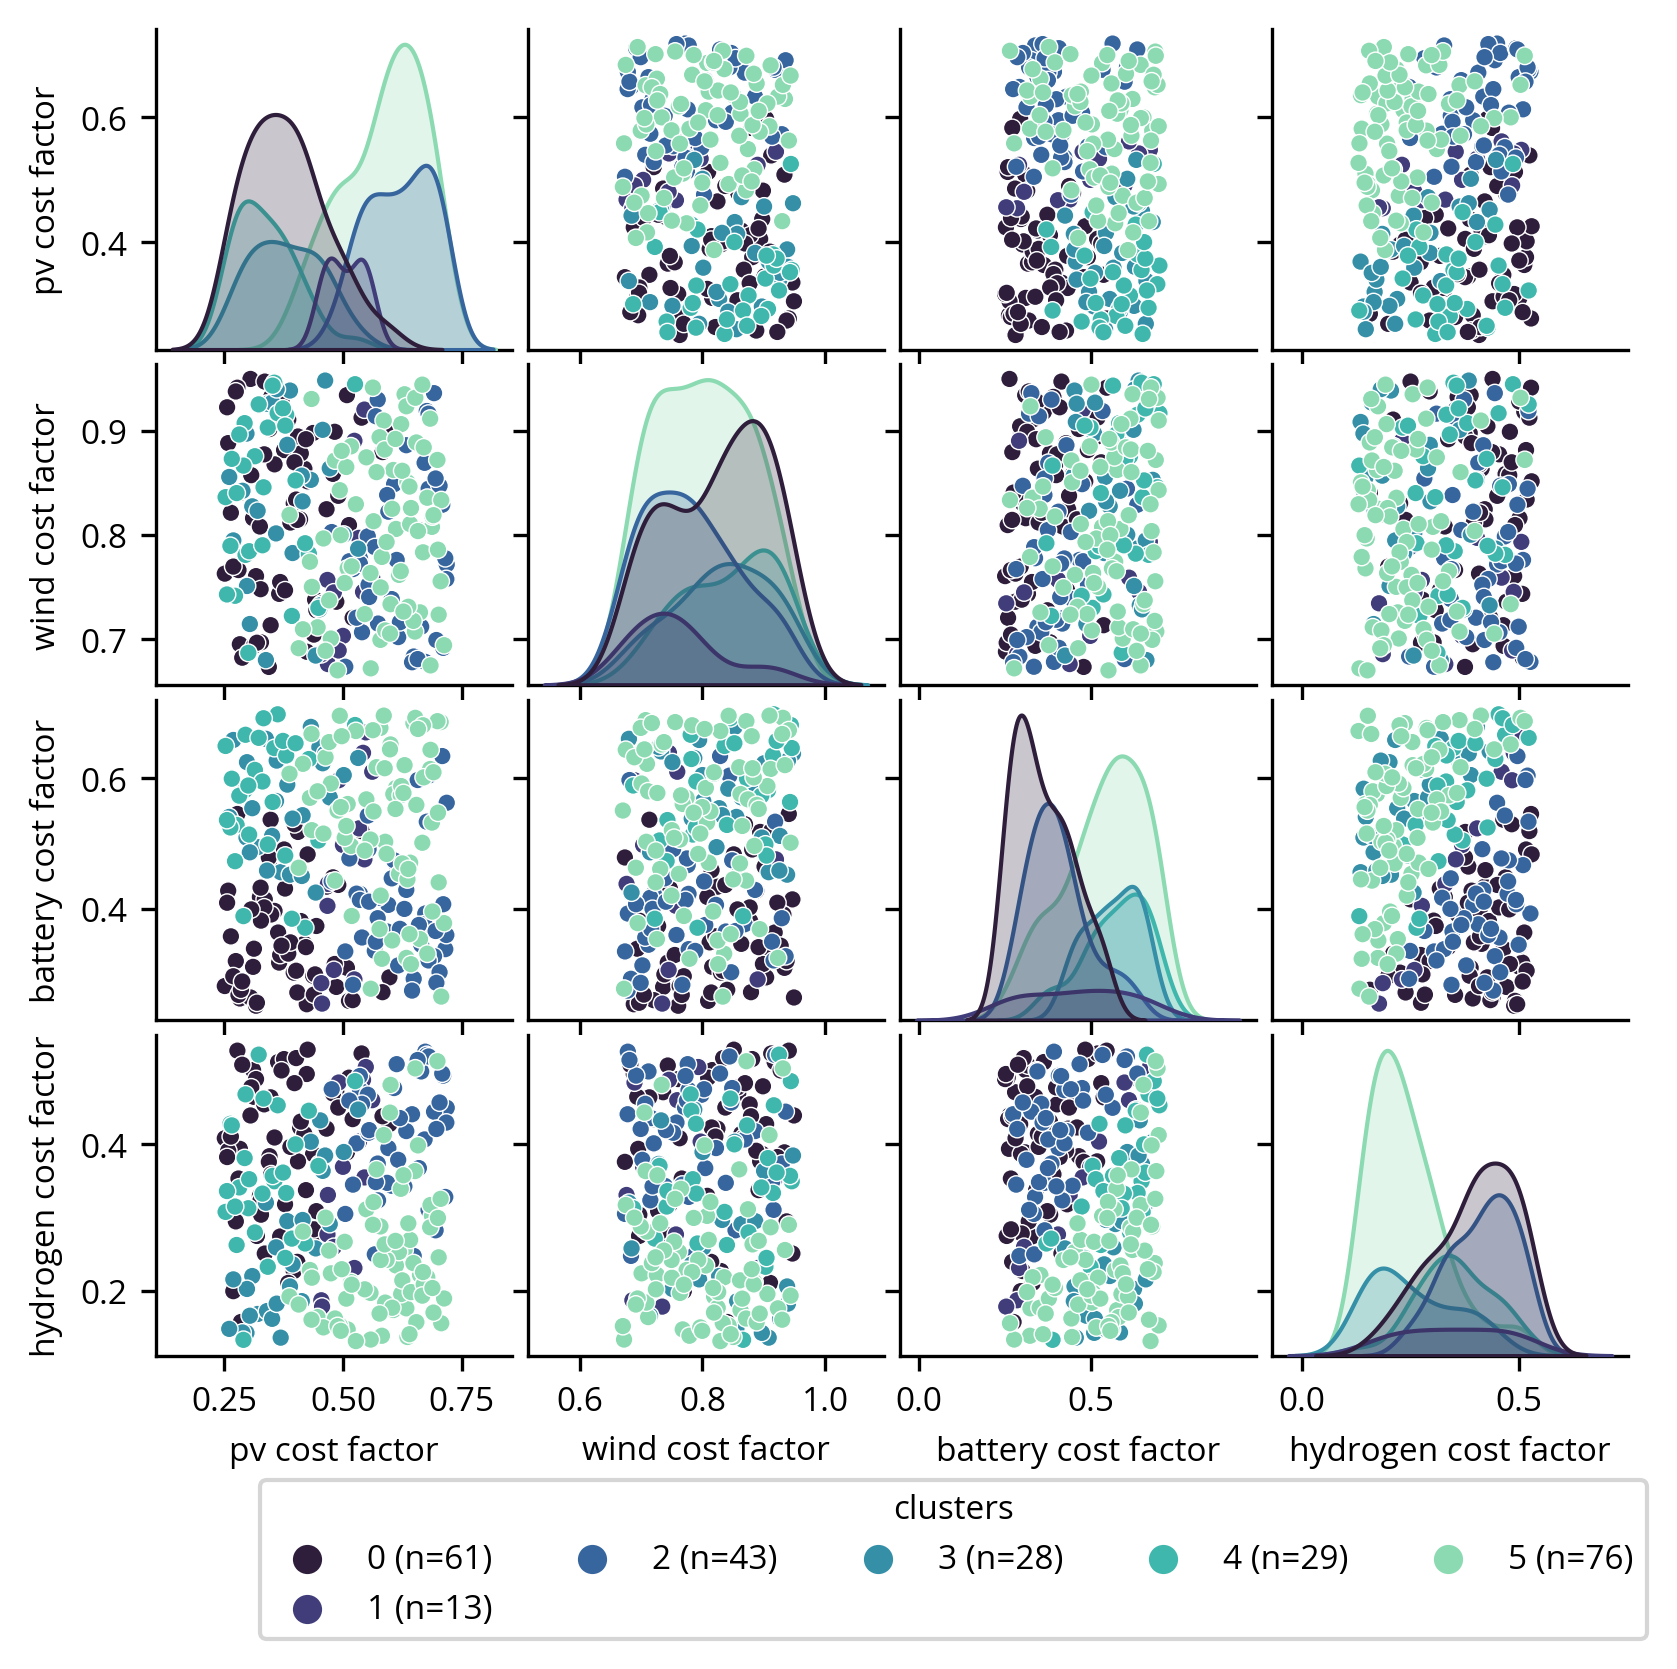 pv cost factor
0.6
0.4
wind cost factor
0.9
0.8
0.7
battery cost factor
0.6
0.4
hydrogen cost factor
0.4
0.2
0.25 0.50 0.75 0.6 0.8 1.0 0.0 0.5 0.0 0.5
pv cost factor wind cost factor battery cost factor hydrogen cost factor
clusters
0 (n=61) 2 (n=43) 3 (n=28) 4 (n=29) 5 (n=76)
1 (n=13)